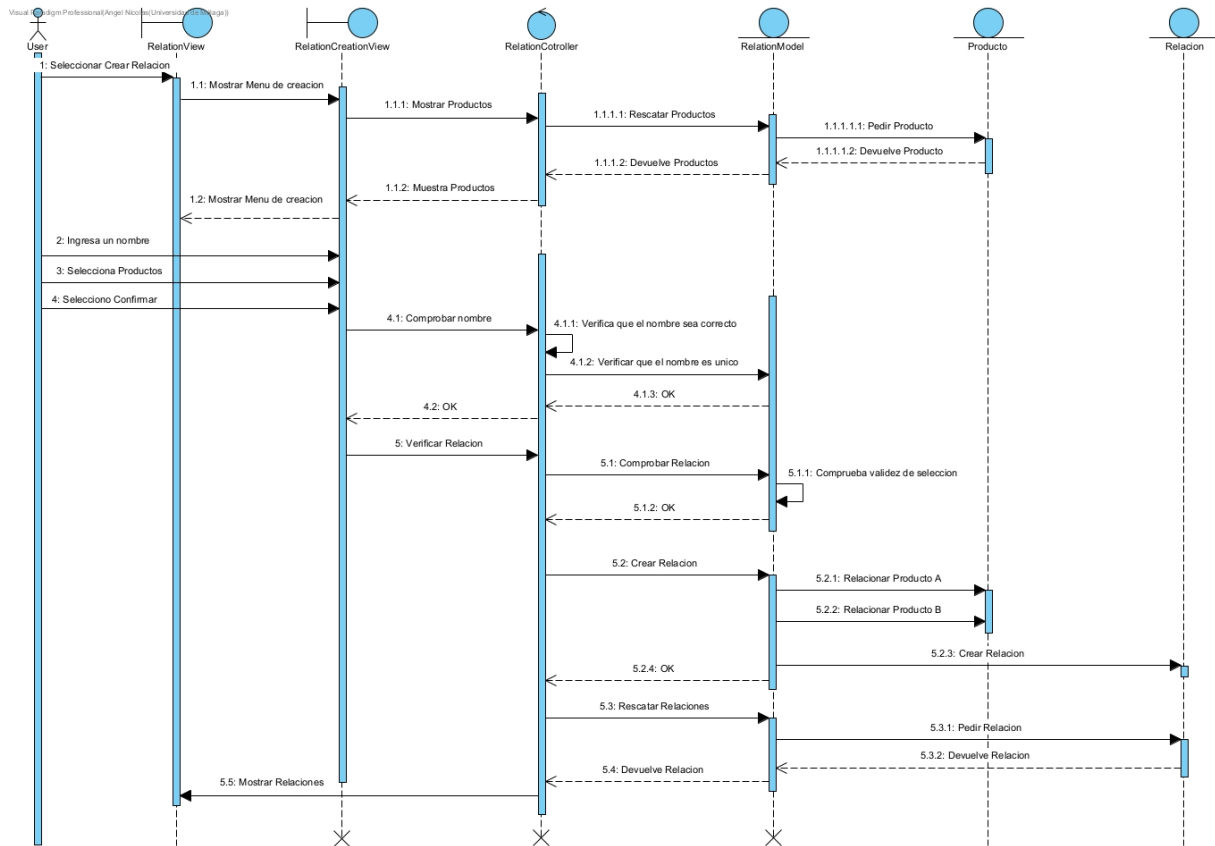 Visual Paradigm Professional(Angel Nicolas(Universidad de Malaga))
User
RelationView
RelationCreationView
RelationCotroller
RelationModel
Producto
Relacion
1: Seleccionar Crear Relacion
1.1: Mostrar Menu de creacion
1.1.1: Mostrar Productos
1.1.1.1: Rescatar Productos
1.1.1.1.1: Pedir Producto
1.1.1.1.2: Devuelve Producto
1.1.1.2: Devuelve Productos
1.1.2: Muestra Productos
1.2: Mostrar Menu de creacion
2: Ingresa un nombre
3: Selecciona Productos
4: Selecciono Confirmar
4.1: Comprobar nombre
4.1.1: Verifica que el nombre sea correcto
4.1.2: Verificar que el nombre es unico
4.1.3: OK
4.2: OK
5: Verificar Relacion
5.1: Comprobar Relacion
5.1.1: Comprueba validez de seleccion
5.1.2: OK
5.2: Crear Relacion
5.2.1: Relacionar Producto A
5.2.2: Relacionar Producto B
5.2.3: Crear Relacion
5.2.4: OK
5.3: Rescatar Relaciones
5.3.1: Pedir Relacion
5.3.2: Devuelve Relacion
5.4: Devuelve Relacion
5.5: Mostrar Relaciones